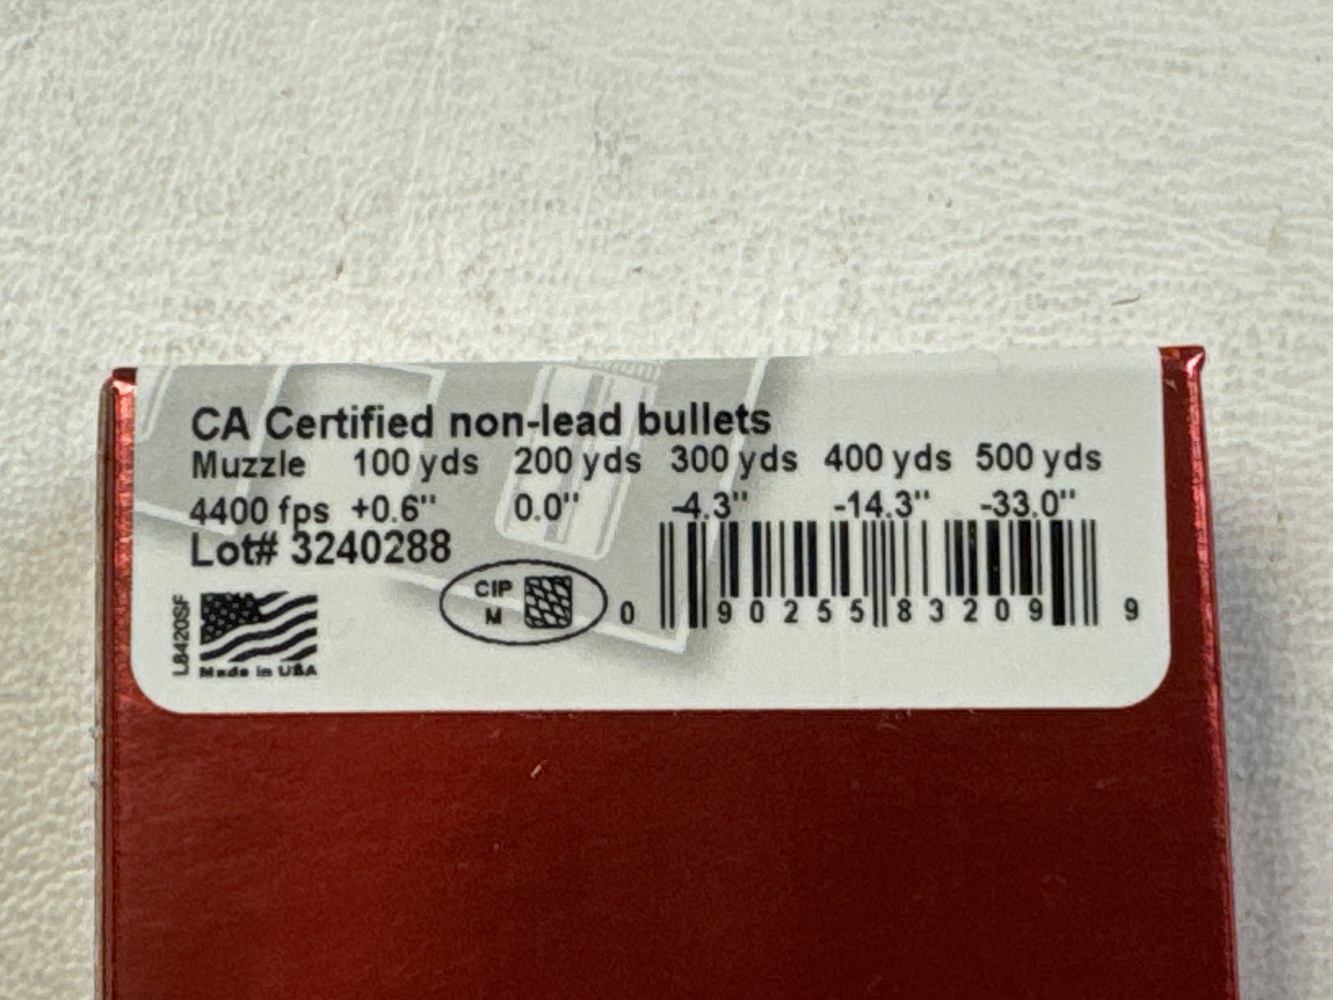 CA Certified non-lead bullets
Muzzle 100 yds 200 yds 300 yds 400 yds 500 yds
4400 fps +0.6" 0.0" -4.3" -14.3" -33.0"
Lot# 3240288
CIP
M
0 90255 83209 9
L8420SF
Made in USA